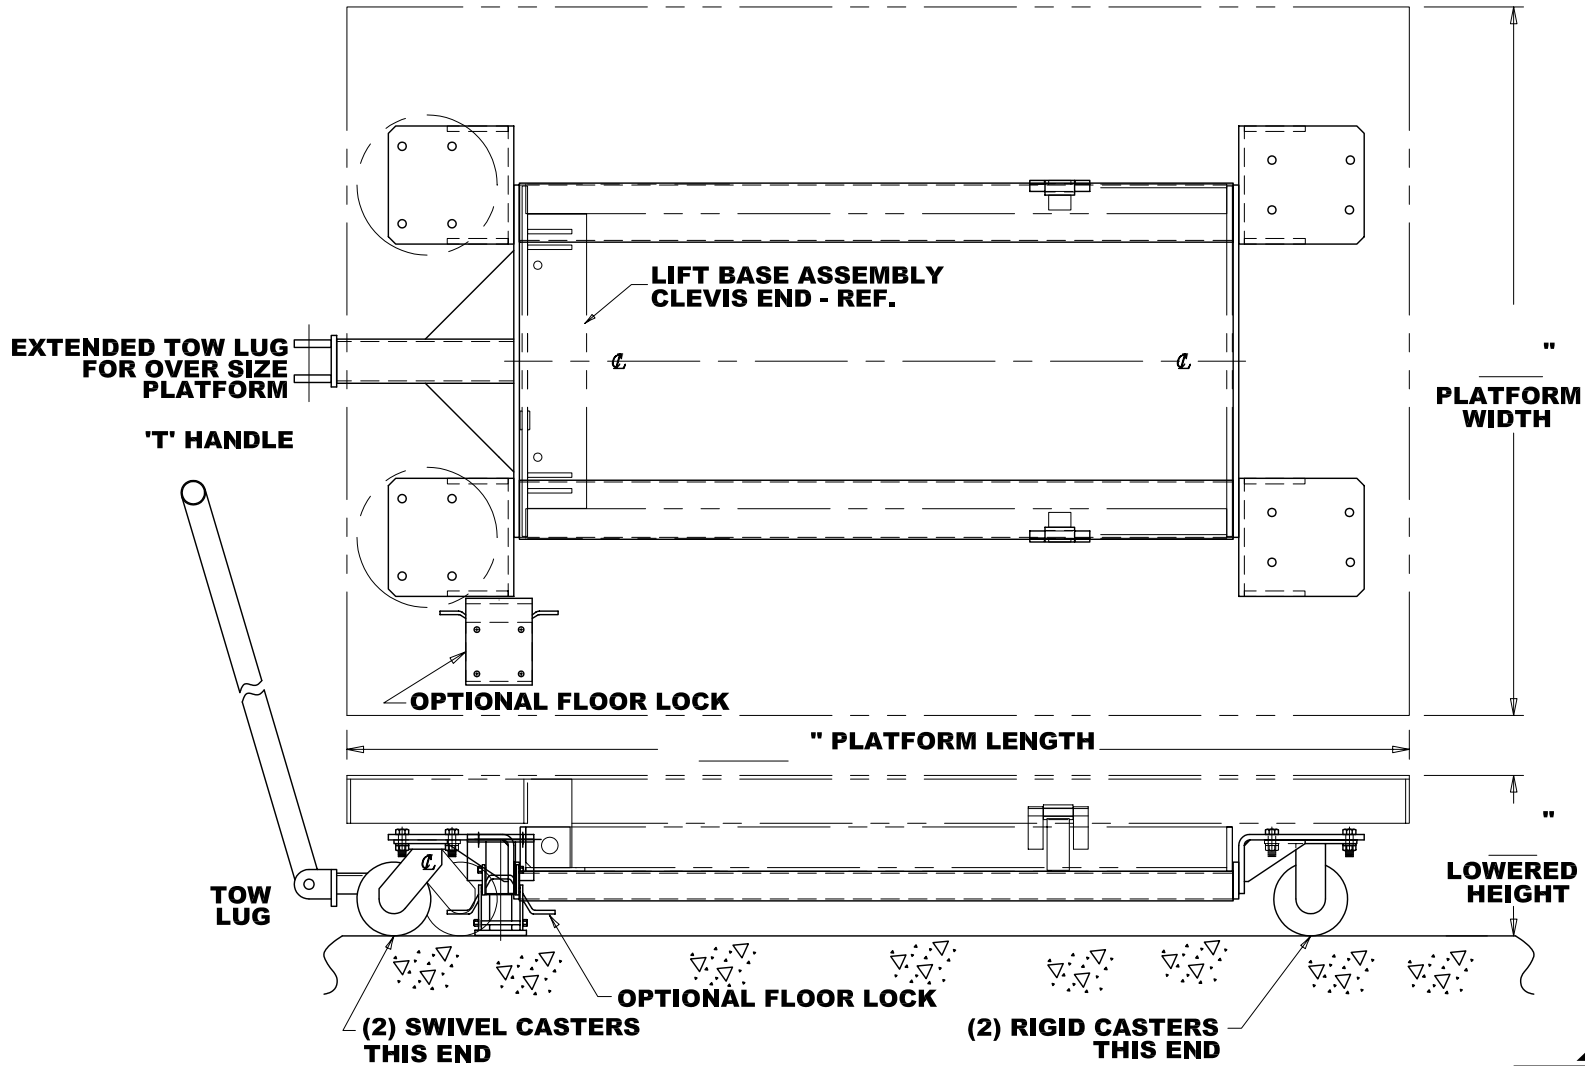 LIFT BASE ASSEMBLY
CLEVIS END - REF.
EXTENDED TOW LUG
FOR OVER SIZE
PLATFORM
℄
℄
"
PLATFORM
WIDTH
'T' HANDLE
OPTIONAL FLOOR LOCK
" PLATFORM LENGTH
"
LOWERED
HEIGHT
℄
TOW
LUG
OPTIONAL FLOOR LOCK
(2) SWIVEL CASTERS
THIS END
(2) RIGID CASTERS
THIS END